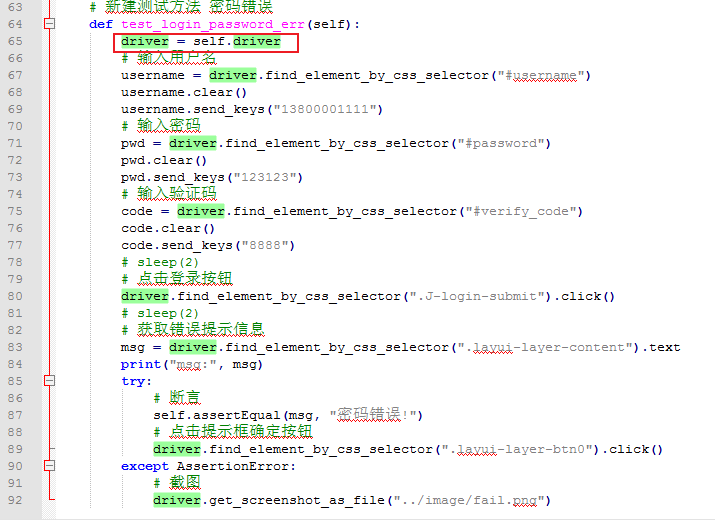 63 # 新建测试方法 密码错误
64 def test_login_password_err(self):
65 driver = self.driver
66 # 输入用户名
67 username = driver.find_element_by_css_selector("#username")
68 username.clear()
69 username.send_keys("13800001111")
70 # 输入密码
71 pwd = driver.find_element_by_css_selector("#password")
72 pwd.clear()
73 pwd.send_keys("123123")
74 # 输入验证码
75 code = driver.find_element_by_css_selector("#verify_code")
76 code.clear()
77 code.send_keys("8888")
78 # sleep(2)
79 # 点击登录按钮
80 driver.find_element_by_css_selector(".J-login-submit").click()
81 # sleep(2)
82 # 获取错误提示信息
83 msg = driver.find_element_by_css_selector(".layui-layer-content").text
84 print("msg:", msg)
85 try:
86 # 断言
87 self.assertEqual(msg, "密码错误!")
88 # 点击提示框确定按钮
89 driver.find_element_by_css_selector(".layui-layer-btn0").click()
90 except AssertionError:
91 # 截图
92 driver.get_screenshot_as_file("../image/fail.png")